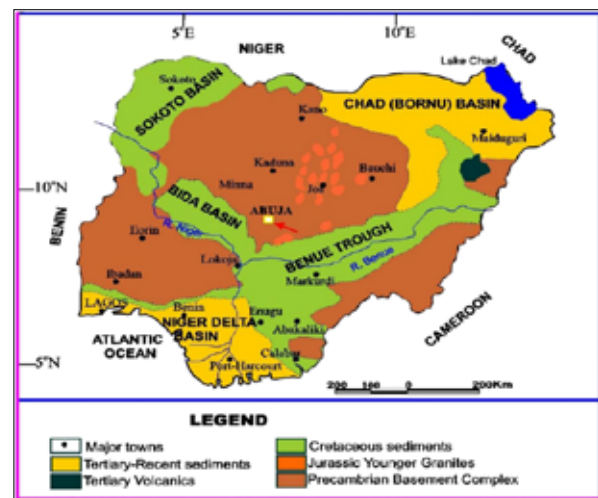 5°E
10°E
NIGER
CHAD
Lake Chad
Sokoto
SOKOTO BASIN
CHAD (BORNU) BASIN
Kano
Maiduguri
Kaduna
Bauchi
Minna
Jos
10°N
BIDA BASIN
ABUJA
BENIN
R. Niger
Ilorin
BENUE TROUGH
R. Benue
Lokoja
Makurdi
Ibadan
CAMEROON
LAGOS
Benin
Enugu
NIGER DELTA
BASIN
Abakaliki
ATLANTIC
OCEAN
Calabar
5°N
Port-Harcourt
200 100 0 200Km
LEGEND
Major towns
Cretaceous sediments
Tertiary-Recent sediments
Jurassic Younger Granites
Tertiary Volcanics
Precambrian Basement Complex